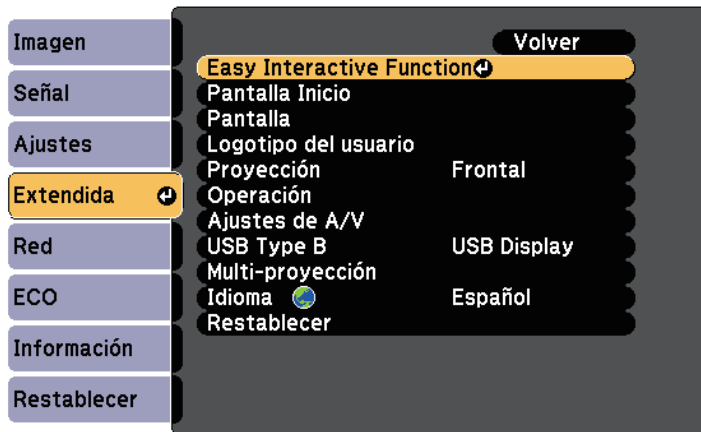 Imagen
Señal
Ajustes
Extendida
Red
ECO
Información
Restablecer
Volver
Easy Interactive Function
Pantalla Inicio
Pantalla
Logotipo del usuario
Proyección Frontal
Operación
Ajustes de A/V
USB Type B USB Display
Multi-proyección
Idioma Español
Restablecer